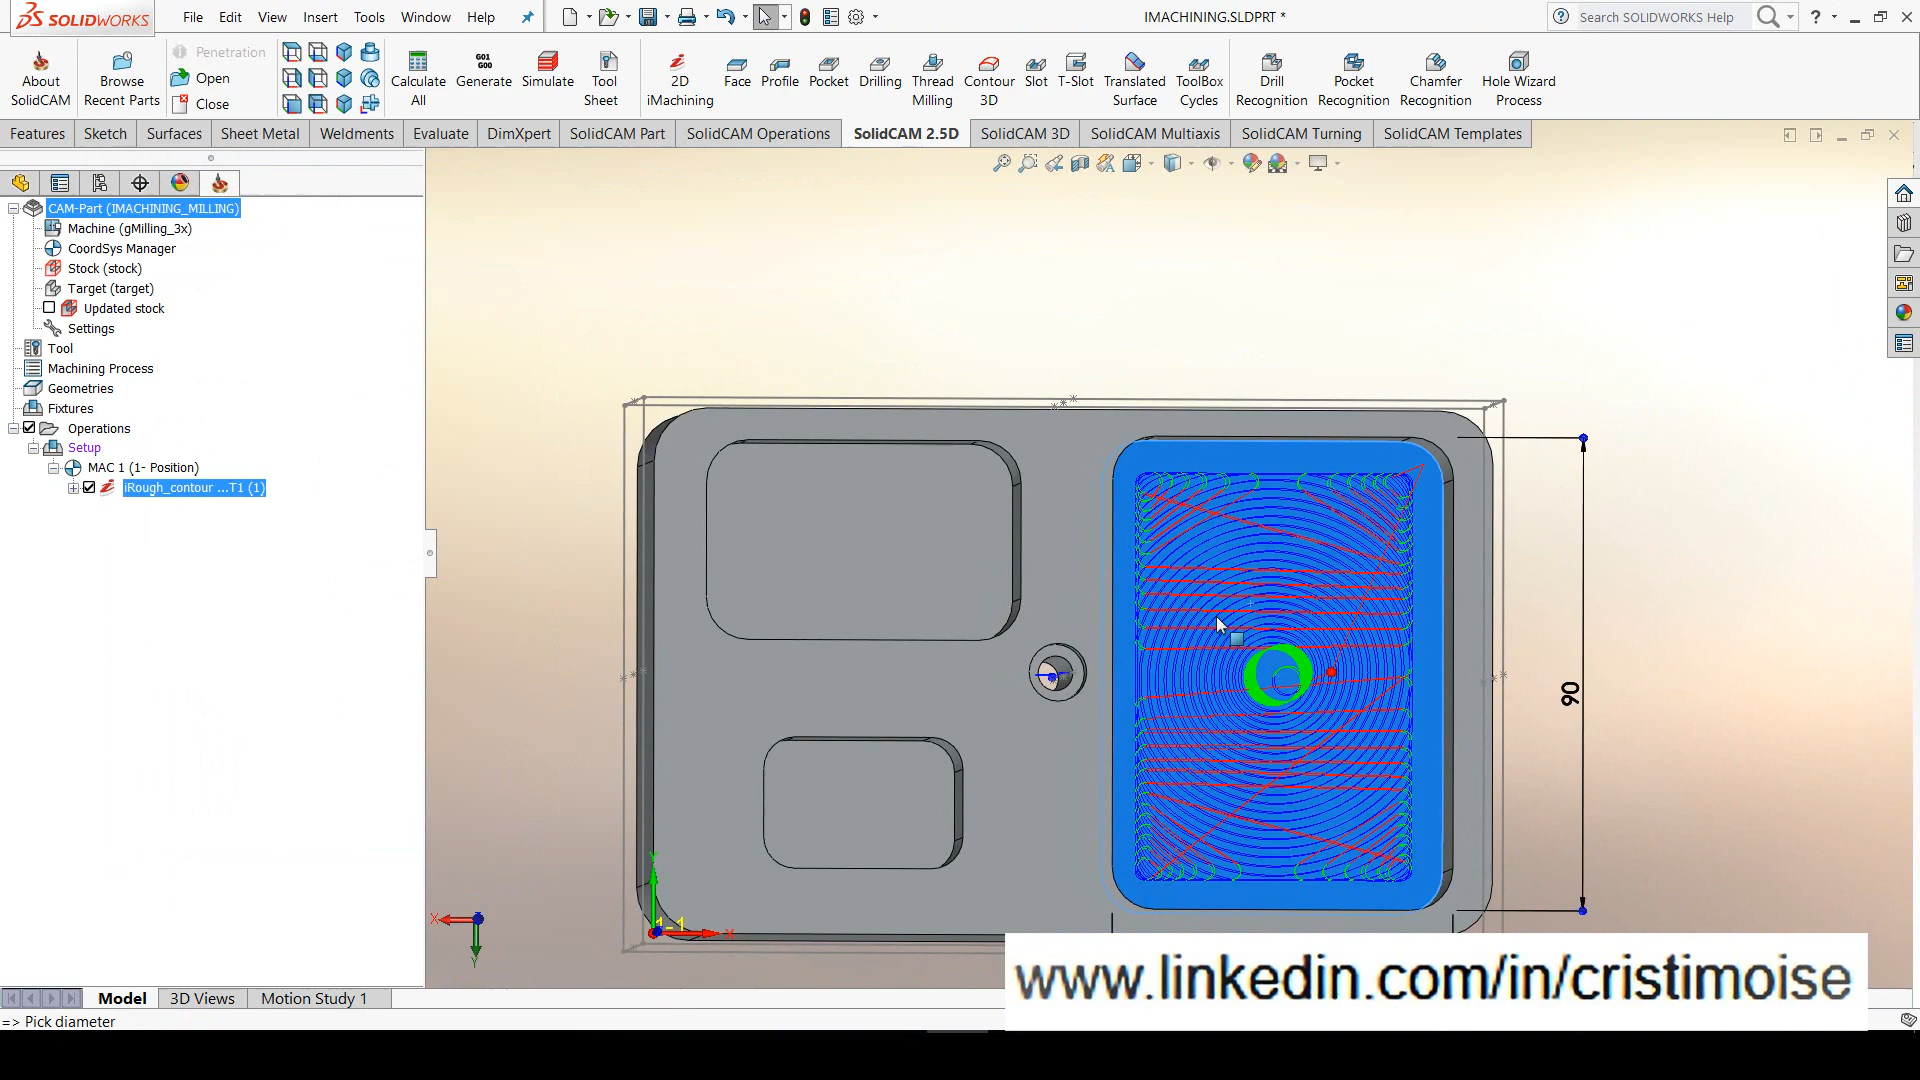 SOLIDWORKS
File Edit View Insert Tools Window Help
IMACHINING.SLDPRT *
Search SOLIDWORKS Help
About SolidCAM
Browse Recent Parts
Penetration
Open
Close
Calculate All
G01 G00
Generate
Simulate
Tool Sheet
2D iMachining
Face
Profile
Pocket
Drilling
Thread Milling
Contour 3D
Slot
T-Slot
Translated Surface
ToolBox Cycles
Drill Recognition
Pocket Recognition
Chamfer Recognition
Hole Wizard Process
Features Sketch Surfaces Sheet Metal Weldments Evaluate DimXpert SolidCAM Part SolidCAM Operations SolidCAM 2.5D SolidCAM 3D SolidCAM Multiaxis SolidCAM Turning SolidCAM Templates
CAM-Part (IMACHINING_MILLING)
Machine (gMilling_3x)
CoordSys Manager
Stock (stock)
Target (target)
Updated stock
Settings
Tool
Machining Process
Geometries
Fixtures
Operations
Setup
MAC 1 (1- Position)
iRough_contour ...T1 (1)
90
Y
1_1
X
X
Y
www.linkedin.com/in/cristimoise
Model 3D Views Motion Study 1
=> Pick diameter